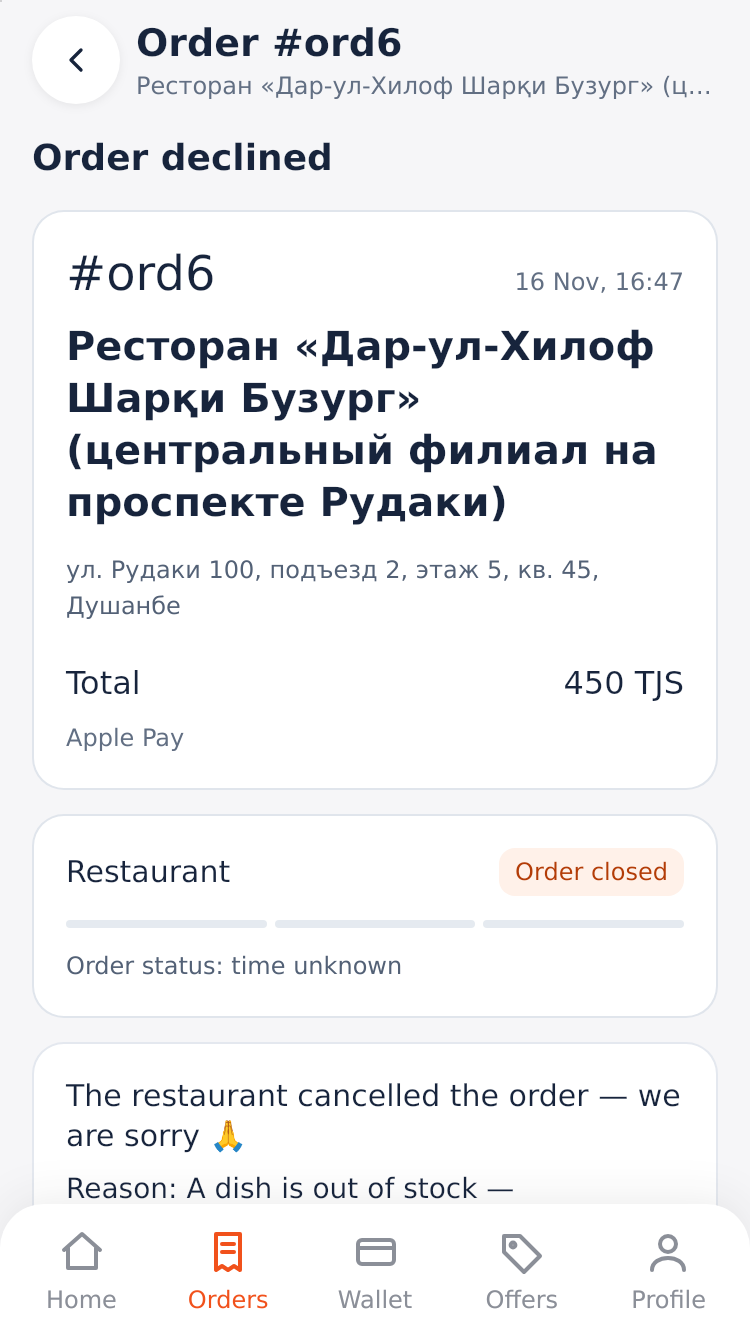 Order #ord6
Ресторан «Дар-ул-Хилоф Шарқи Бузург» (ц...
Order declined
#ord6
16 Nov, 16:47
Ресторан «Дар-ул-Хилоф
Шарқи Бузург»
(центральный филиал на
проспекте Рудаки)
ул. Рудаки 100, подъезд 2, этаж 5, кв. 45,
Душанбе
Total
450 TJS
Apple Pay
Restaurant
Order closed
Order status: time unknown
The restaurant cancelled the order — we
are sorry 🙏
Reason: A dish is out of stock —
Home
Orders
Wallet
Offers
Profile